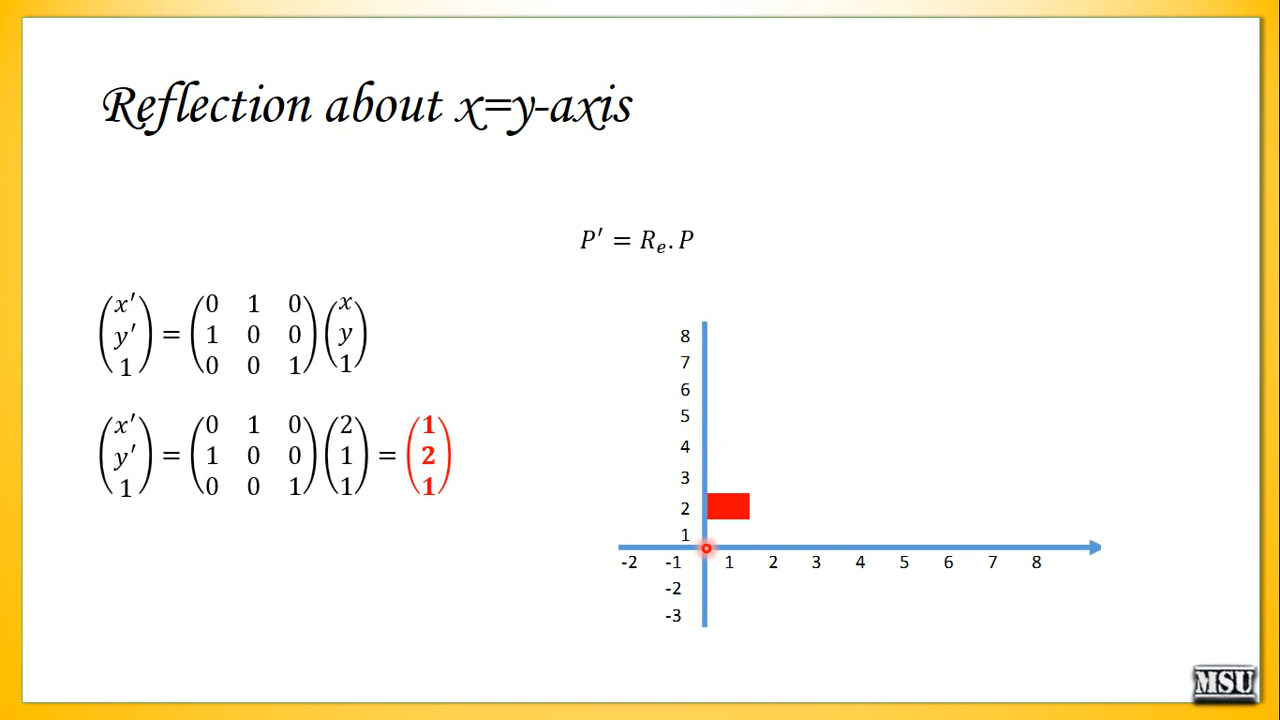 Reflection about x=y-axis
P′ = Rₑ. P
(x′ y′ 1) = (0 1 0 1 0 0 0 0 1) (x y 1)
(x′ y′ 1) = (0 1 0 1 0 0 0 0 1) (2 1 1) = (1 2 1)
8
7
6
5
4
3
2
1
-2 -1 1 2 3 4 5 6 7 8
-2
-3
MSU